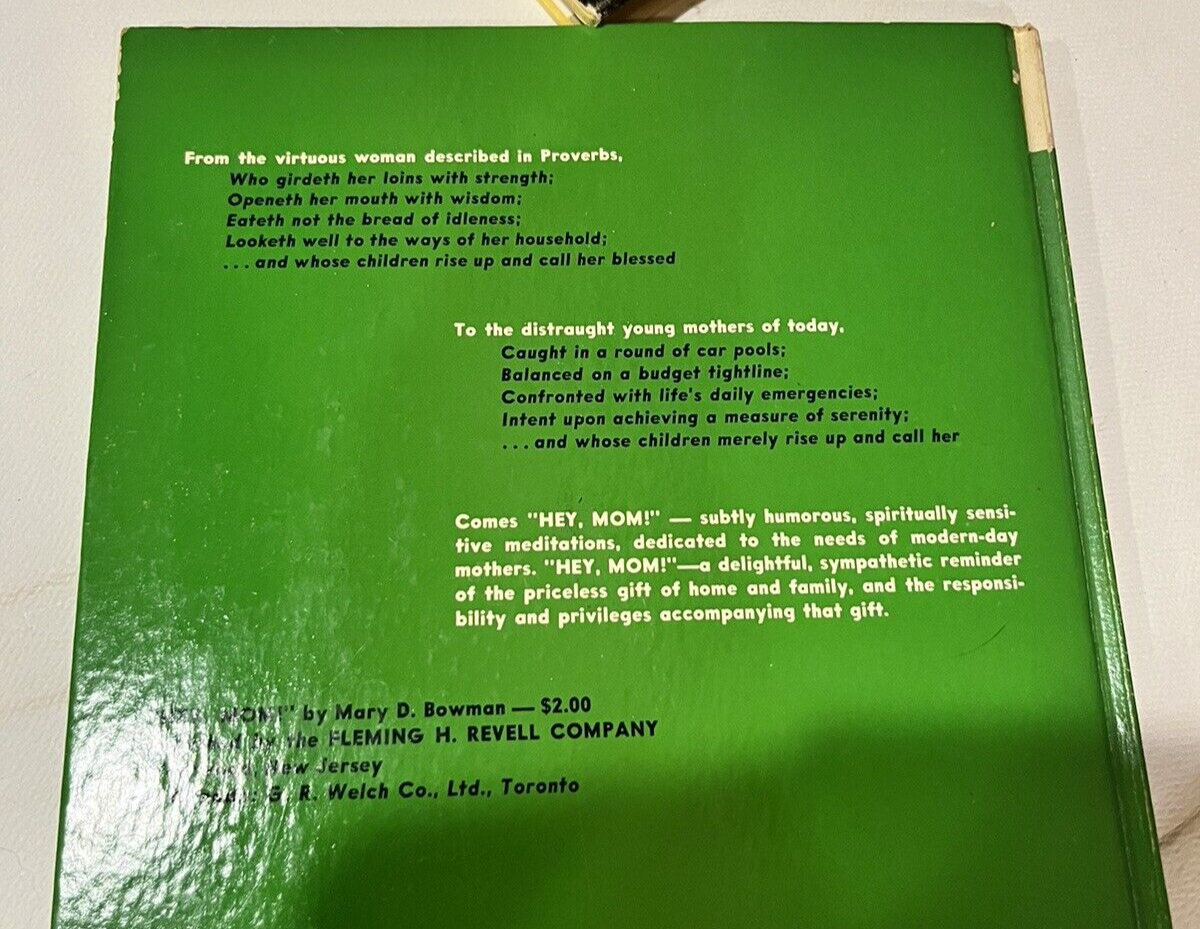 From the virtuous woman described in Proverbs,
Who girdeth her loins with strength;
Openeth her mouth with wisdom;
Eateth not the bread of idleness;
Looketh well to the ways of her household;
... and whose children rise up and call her blessed
To the distraught young mothers of today,
Caught in a round of car pools;
Balanced on a budget tightline;
Confronted with life's daily emergencies;
Intent upon achieving a measure of serenity;
... and whose children merely rise up and call her
Comes "HEY, MOM!" — subtly humorous, spiritually sensi-
tive meditations, dedicated to the needs of modern-day
mothers. "HEY, MOM!"—a delightful, sympathetic reminder
of the priceless gift of home and family, and the responsi-
bility and privileges accompanying that gift.
"HEY, MOM!" by Mary D. Bowman — $2.00
by the FLEMING H. REVELL COMPANY
New Jersey
G. R. Welch Co., Ltd., Toronto